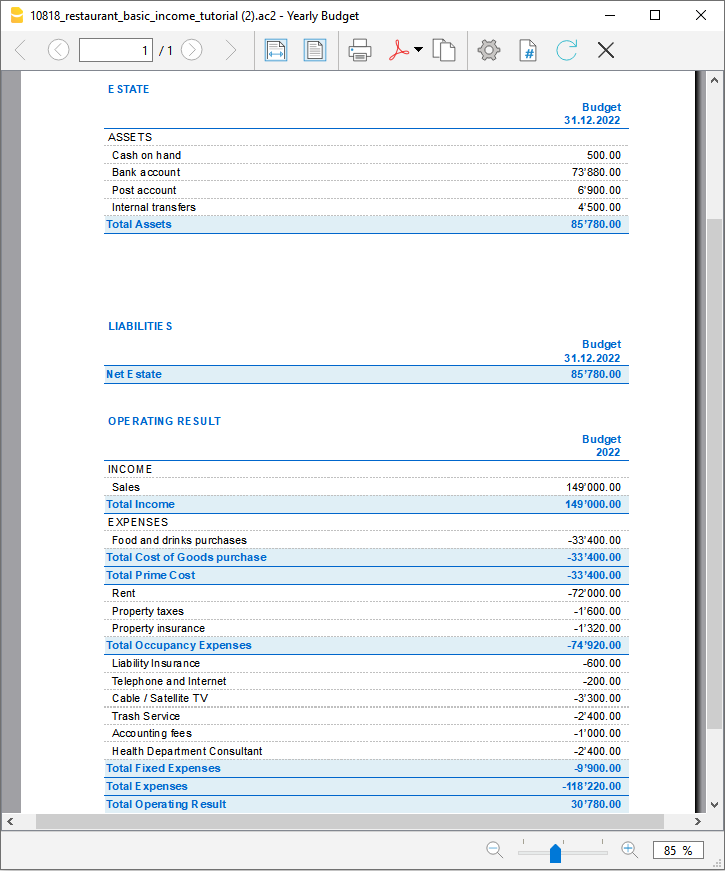 10818_restaurant_basic_income_tutorial (2).ac2 - Yearly Budget
1 / 1
ESTATE
Budget
31.12.2022
ASSETS
Cash on hand 500.00
Bank account 73'880.00
Post account 6'900.00
Internal transfers 4'500.00
Total Assets 85'780.00
LIABILITIES
Budget
31.12.2022
Net Estate 85'780.00
OPERATING RESULT
Budget
2022
INCOME
Sales 149'000.00
Total Income 149'000.00
EXPENSES
Food and drinks purchases -33'400.00
Total Cost of Goods purchase -33'400.00
Total Prime Cost -33'400.00
Rent -72'000.00
Property taxes -1'600.00
Property insurance -1'320.00
Total Occupancy Expenses -74'920.00
Liability Insurance -600.00
Telephone and Internet -200.00
Cable / Satellite TV -3'300.00
Trash Service -2'400.00
Accounting fees -1'000.00
Health Department Consultant -2'400.00
Total Fixed Expenses -9'900.00
Total Expenses -118'220.00
Total Operating Result 30'780.00
85 %